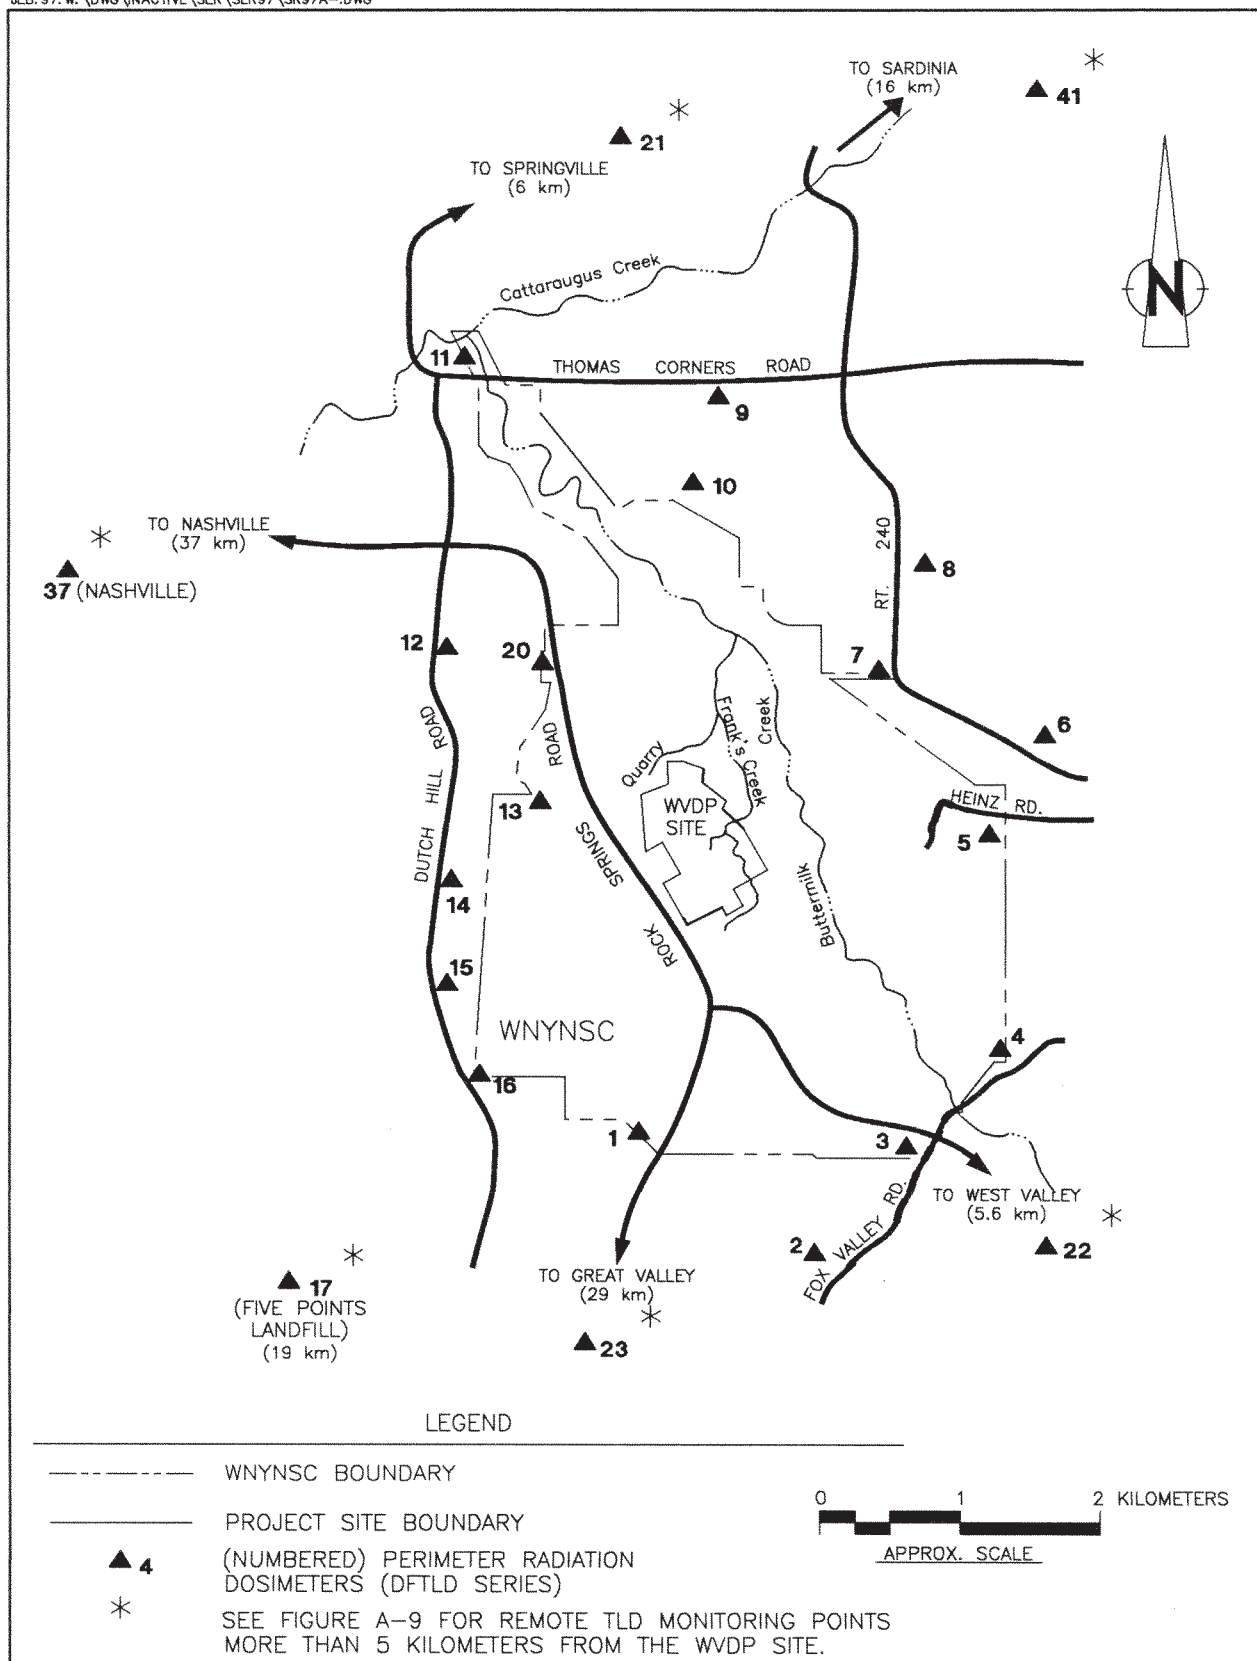 TO SARDINIA
(16 km)
41
21
TO SPRINGVILLE
(6 km)
N
Cattaraugus Creek
11
THOMAS CORNERS ROAD
9
10
TO NASHVILLE
(37 km)
37 (NASHVILLE)
RT. 240
8
12
20
7
6
DUTCH HILL ROAD
ROCK SPRINGS ROAD
Quarry
Frank's Creek
Buttermilk Creek
WVDP
SITE
HEINZ RD.
13
5
14
15
WNYNSC
4
16
1
3
TO WEST VALLEY
(5.6 km)
FOX VALLEY RD.
2
22
17
(FIVE POINTS
LANDFILL)
(19 km)
TO GREAT VALLEY
(29 km)
23
LEGEND
WNYNSC BOUNDARY
PROJECT SITE BOUNDARY
4 (NUMBERED) PERIMETER RADIATION
DOSIMETERS (DFTLD SERIES)
SEE FIGURE A-9 FOR REMOTE TLD MONITORING POINTS
MORE THAN 5 KILOMETERS FROM THE WVDP SITE.
0 1 2 KILOMETERS
APPROX. SCALE